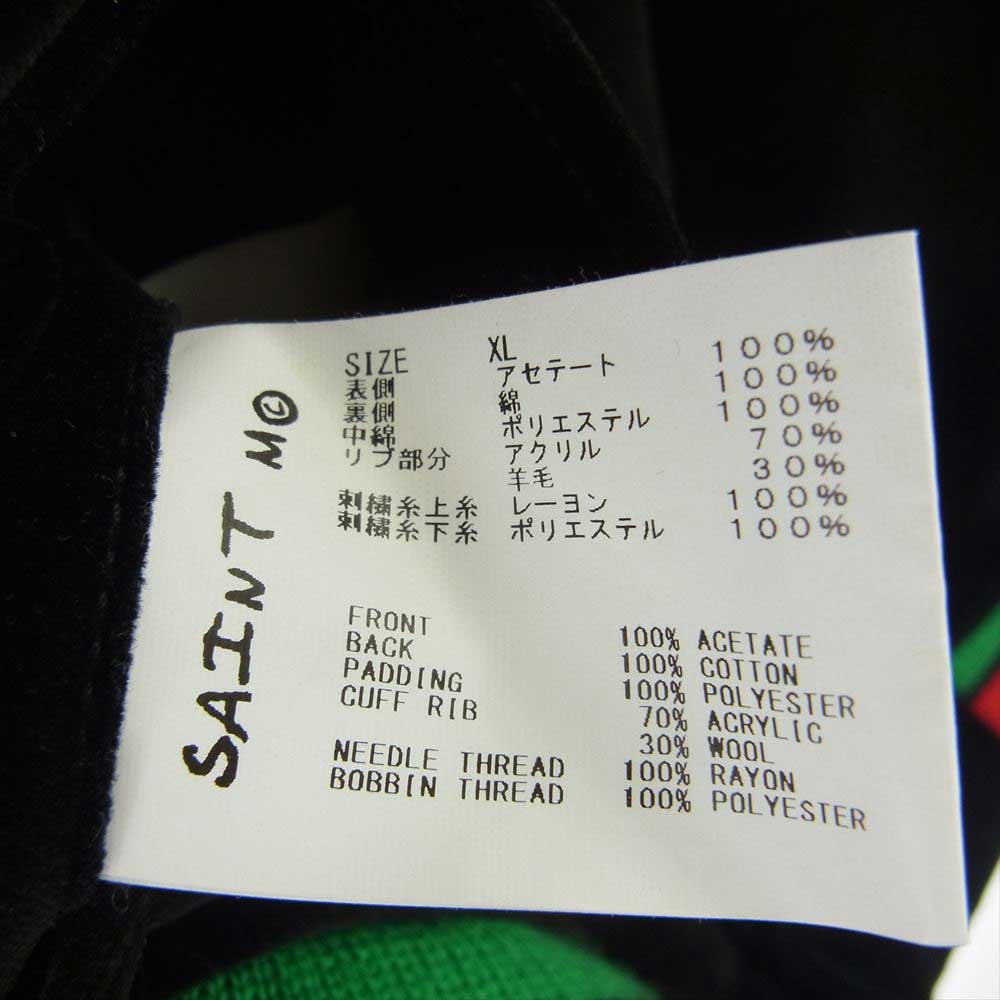 SAINT M©
SIZE XL
表側 アセテート 100%
裏側 綿 100%
中綿 ポリエステル 100%
リブ部分 アクリル 70%
羊毛 30%
刺繍糸上糸 レーヨン 100%
刺繍糸下糸 ポリエステル 100%
FRONT 100% ACETATE
BACK 100% COTTON
PADDING 100% POLYESTER
CUFF RIB 70% ACRYLIC
30% WOOL
NEEDLE THREAD 100% RAYON
BOBBIN THREAD 100% POLYESTER